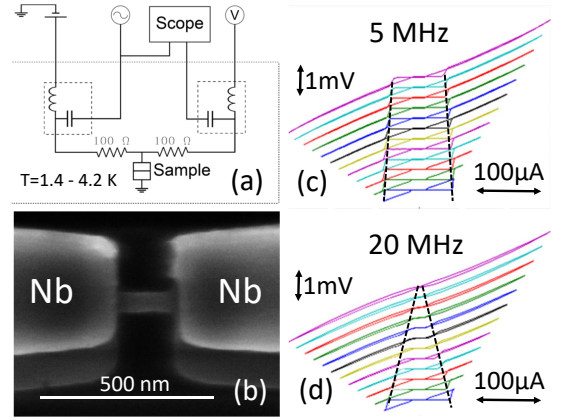 Scope
V
100 Ω 100 Ω
Sample
T=1.4 - 4.2 K
(a)
Nb
Nb
500 nm
(b)
5 MHz
1mV
(c)
100μA
20 MHz
1mV
(d)
100μA